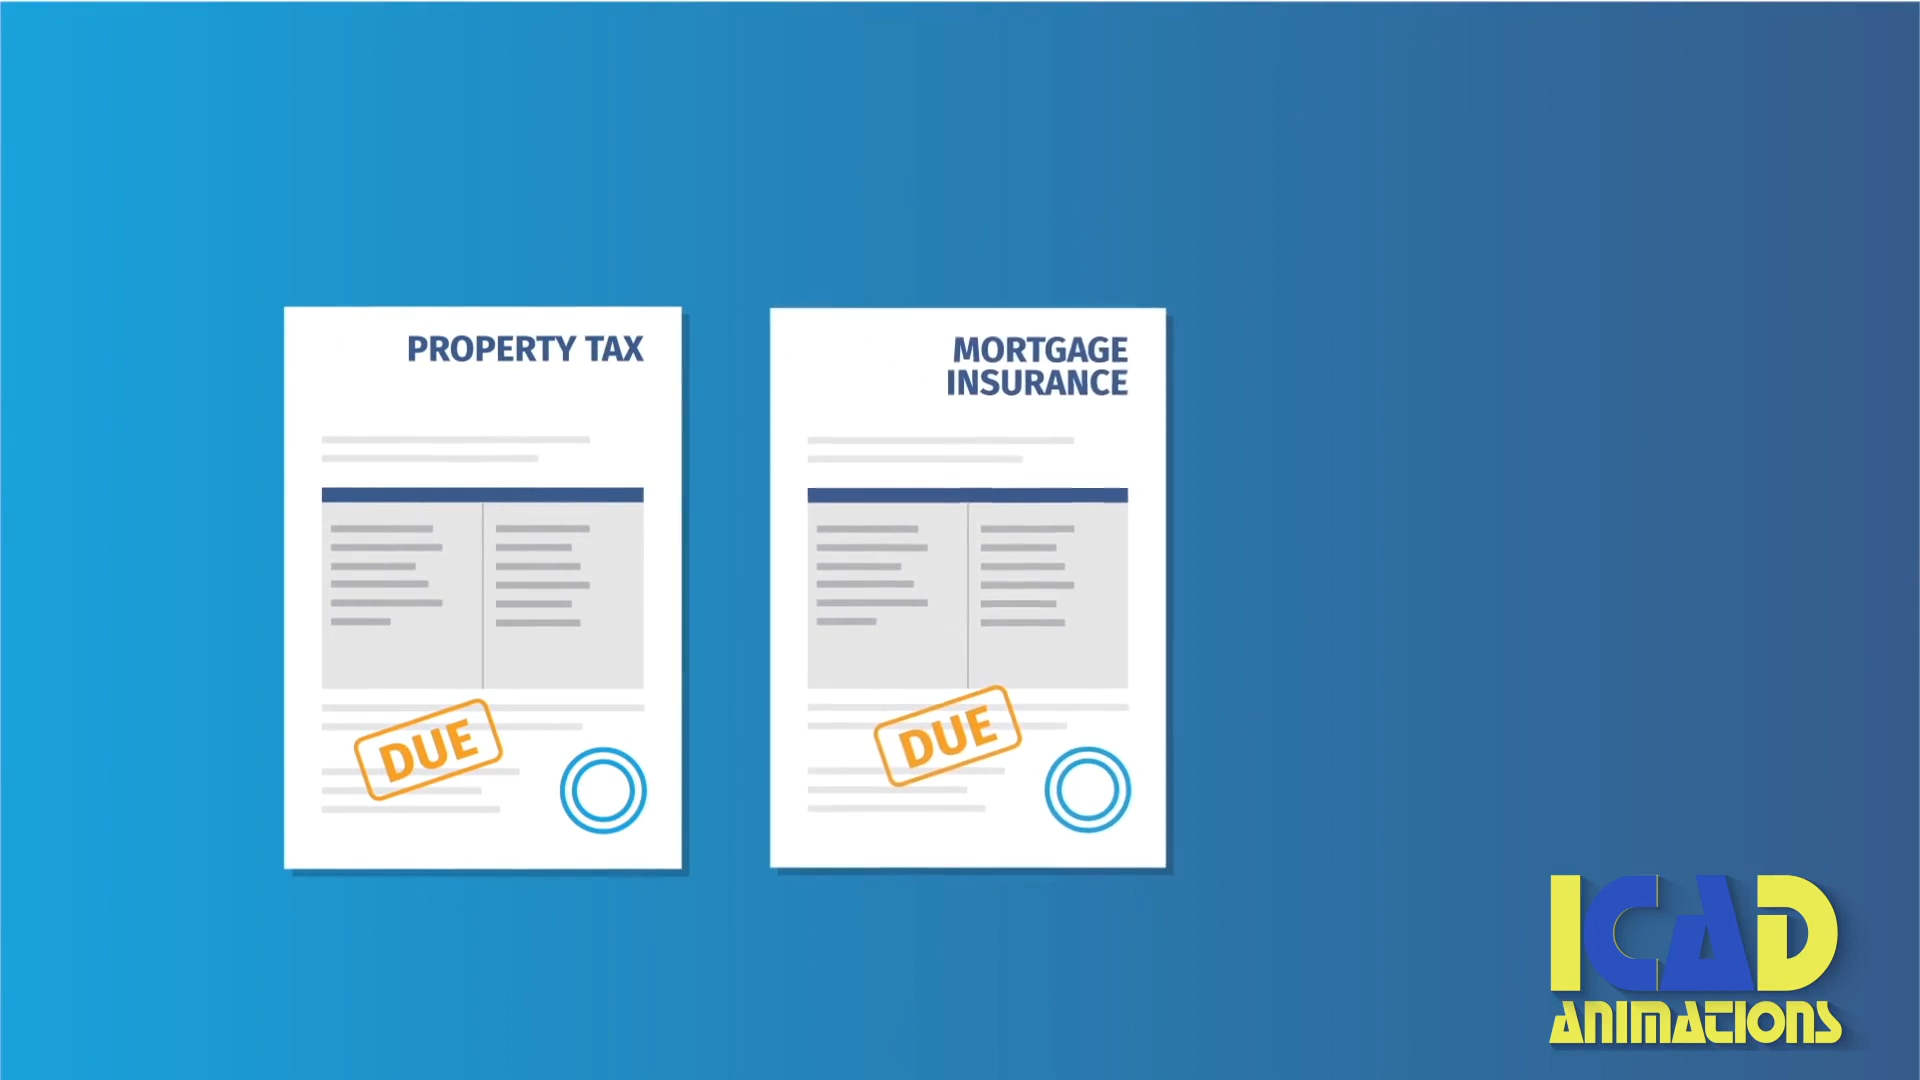 PROPERTY TAX
DUE
MORTGAGE
INSURANCE
DUE
ICAD
ANIMATIONS